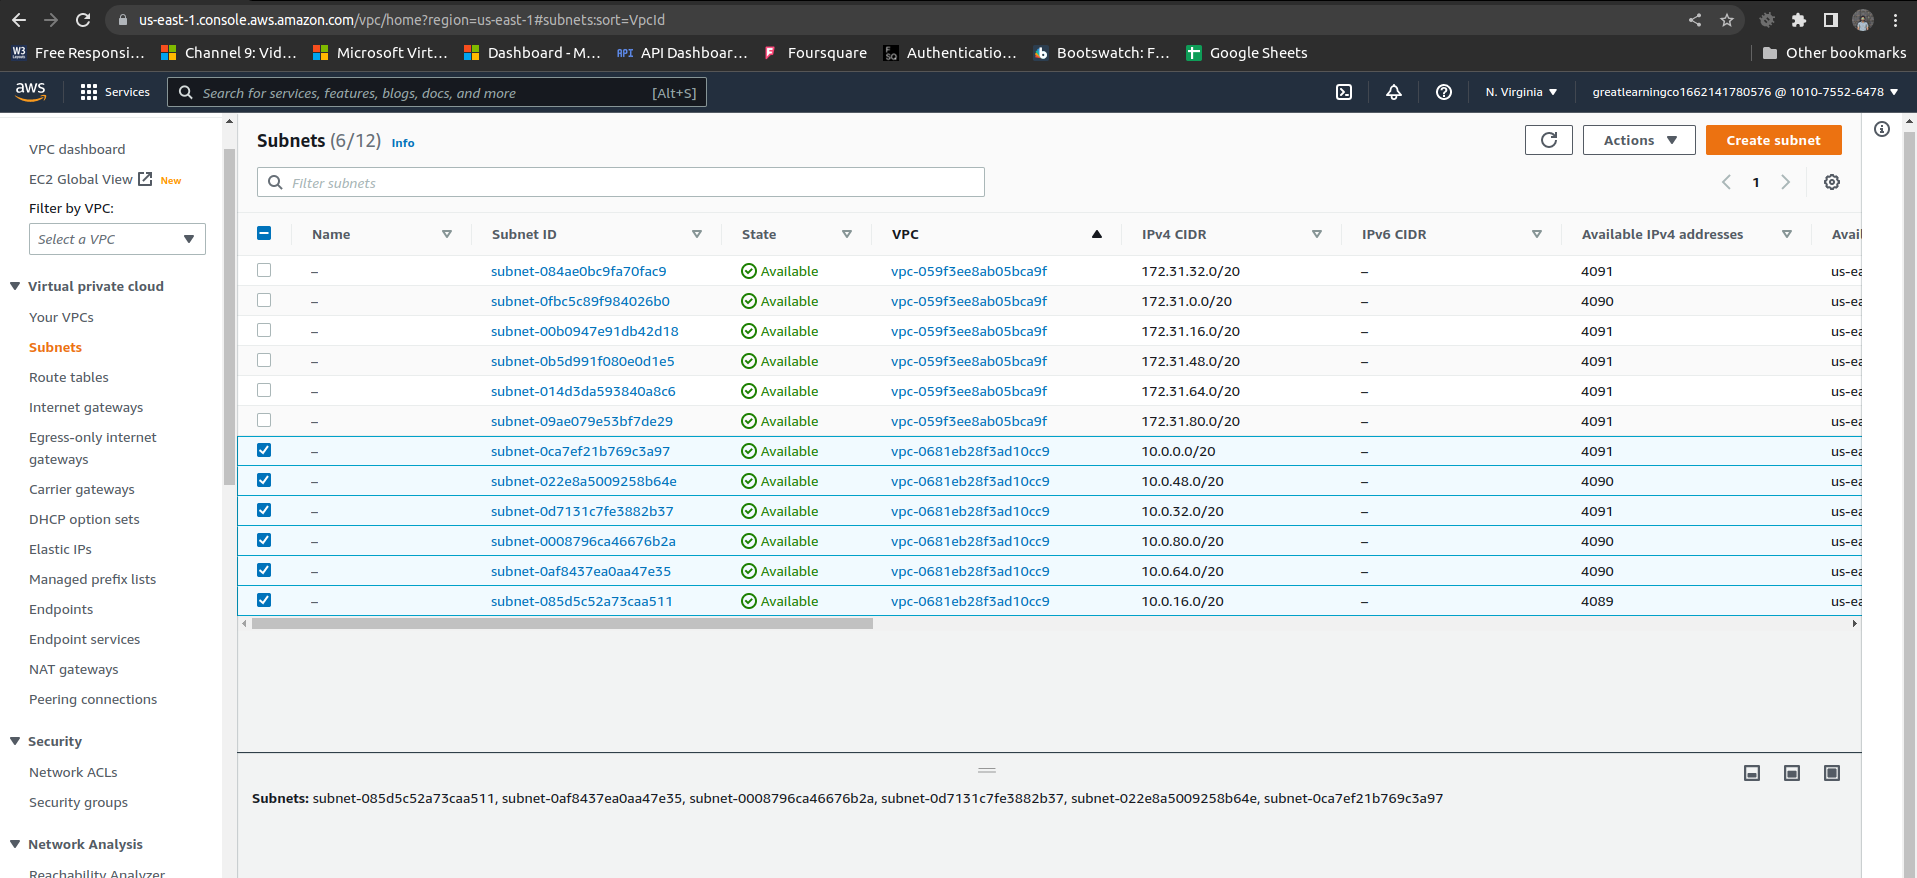 us-east-1.console.aws.amazon.com/vpc/home?region=us-east-1#subnets:sort=VpcId
W3 Free Responsi... Channel 9: Vid... Microsoft Virt... Dashboard - M... API API Dashboar... Foursquare Authenticatio... Bootswatch: F... Google Sheets Other bookmarks
aws Services Search for services, features, blogs, docs, and more [Alt+S] N. Virginia greatlearningco1662141780576 @ 1010-7552-6478
VPC dashboard
EC2 Global View New
Filter by VPC:
Select a VPC
Virtual private cloud
Your VPCs
Subnets
Route tables
Internet gateways
Egress-only internet
gateways
Carrier gateways
DHCP option sets
Elastic IPs
Managed prefix lists
Endpoints
Endpoint services
NAT gateways
Peering connections
Security
Network ACLs
Security groups
Network Analysis
Reachability Analyzer
Subnets (6/12) Info Actions Create subnet
Filter subnets 1
Name Subnet ID State VPC IPv4 CIDR IPv6 CIDR Available IPv4 addresses Avail
– subnet-084ae0bc9fa70fac9 Available vpc-059f3ee8ab05bca9f 172.31.32.0/20 – 4091 us-ea
– subnet-0fbc5c89f984026b0 Available vpc-059f3ee8ab05bca9f 172.31.0.0/20 – 4090 us-ea
– subnet-00b0947e91db42d18 Available vpc-059f3ee8ab05bca9f 172.31.16.0/20 – 4091 us-ea
– subnet-0b5d991f080e0d1e5 Available vpc-059f3ee8ab05bca9f 172.31.48.0/20 – 4091 us-ea
– subnet-014d3da593840a8c6 Available vpc-059f3ee8ab05bca9f 172.31.64.0/20 – 4091 us-ea
– subnet-09ae079e53bf7de29 Available vpc-059f3ee8ab05bca9f 172.31.80.0/20 – 4091 us-ea
– subnet-0ca7ef21b769c3a97 Available vpc-0681eb28f3ad10cc9 10.0.0.0/20 – 4091 us-ea
– subnet-022e8a5009258b64e Available vpc-0681eb28f3ad10cc9 10.0.48.0/20 – 4090 us-ea
– subnet-0d7131c7fe3882b37 Available vpc-0681eb28f3ad10cc9 10.0.32.0/20 – 4091 us-ea
– subnet-0008796ca46676b2a Available vpc-0681eb28f3ad10cc9 10.0.80.0/20 – 4090 us-ea
– subnet-0af8437ea0aa47e35 Available vpc-0681eb28f3ad10cc9 10.0.64.0/20 – 4090 us-ea
– subnet-085d5c52a73caa511 Available vpc-0681eb28f3ad10cc9 10.0.16.0/20 – 4089 us-ea
Subnets: subnet-085d5c52a73caa511, subnet-0af8437ea0aa47e35, subnet-0008796ca46676b2a, subnet-0d7131c7fe3882b37, subnet-022e8a5009258b64e, subnet-0ca7ef21b769c3a97